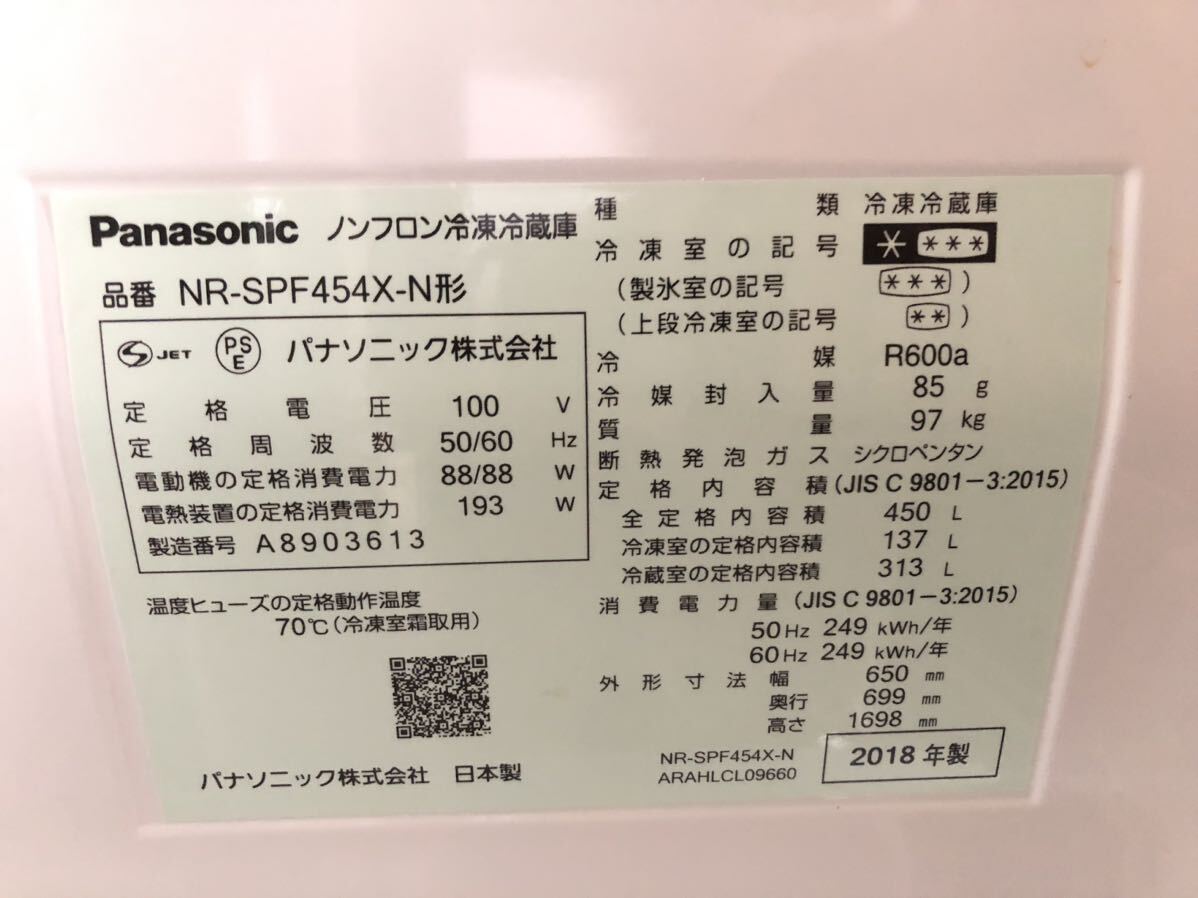 Panasonic ノンフロン冷凍冷蔵庫
品番 NR-SPF454X-N形
JET PSE パナソニック株式会社
定格電圧 100 V
定格周波数 50/60 Hz
電動機の定格消費電力 88/88 W
電熱装置の定格消費電力 193 W
製造番号 A8903613
温度ヒューズの定格動作温度
70℃(冷凍室霜取用)
パナソニック株式会社 日本製
種類 冷凍冷蔵庫
冷凍室の記号 * ***
(製氷室の記号 ***)
(上段冷凍室の記号 **)
冷媒 R600a
冷媒封入量 85 g
質量 97 kg
断熱発泡ガス シクロペンタン
定格内容積(JIS C 9801-3:2015)
全定格内容積 450 L
冷凍室の定格内容積 137 L
冷蔵室の定格内容積 313 L
消費電力量(JIS C 9801-3:2015)
50Hz 249 kWh/年
60Hz 249 kWh/年
外形寸法幅 650 mm
奥行 699 mm
高さ 1698 mm
NR-SPF454X-N
ARAHLCL09660
2018年製